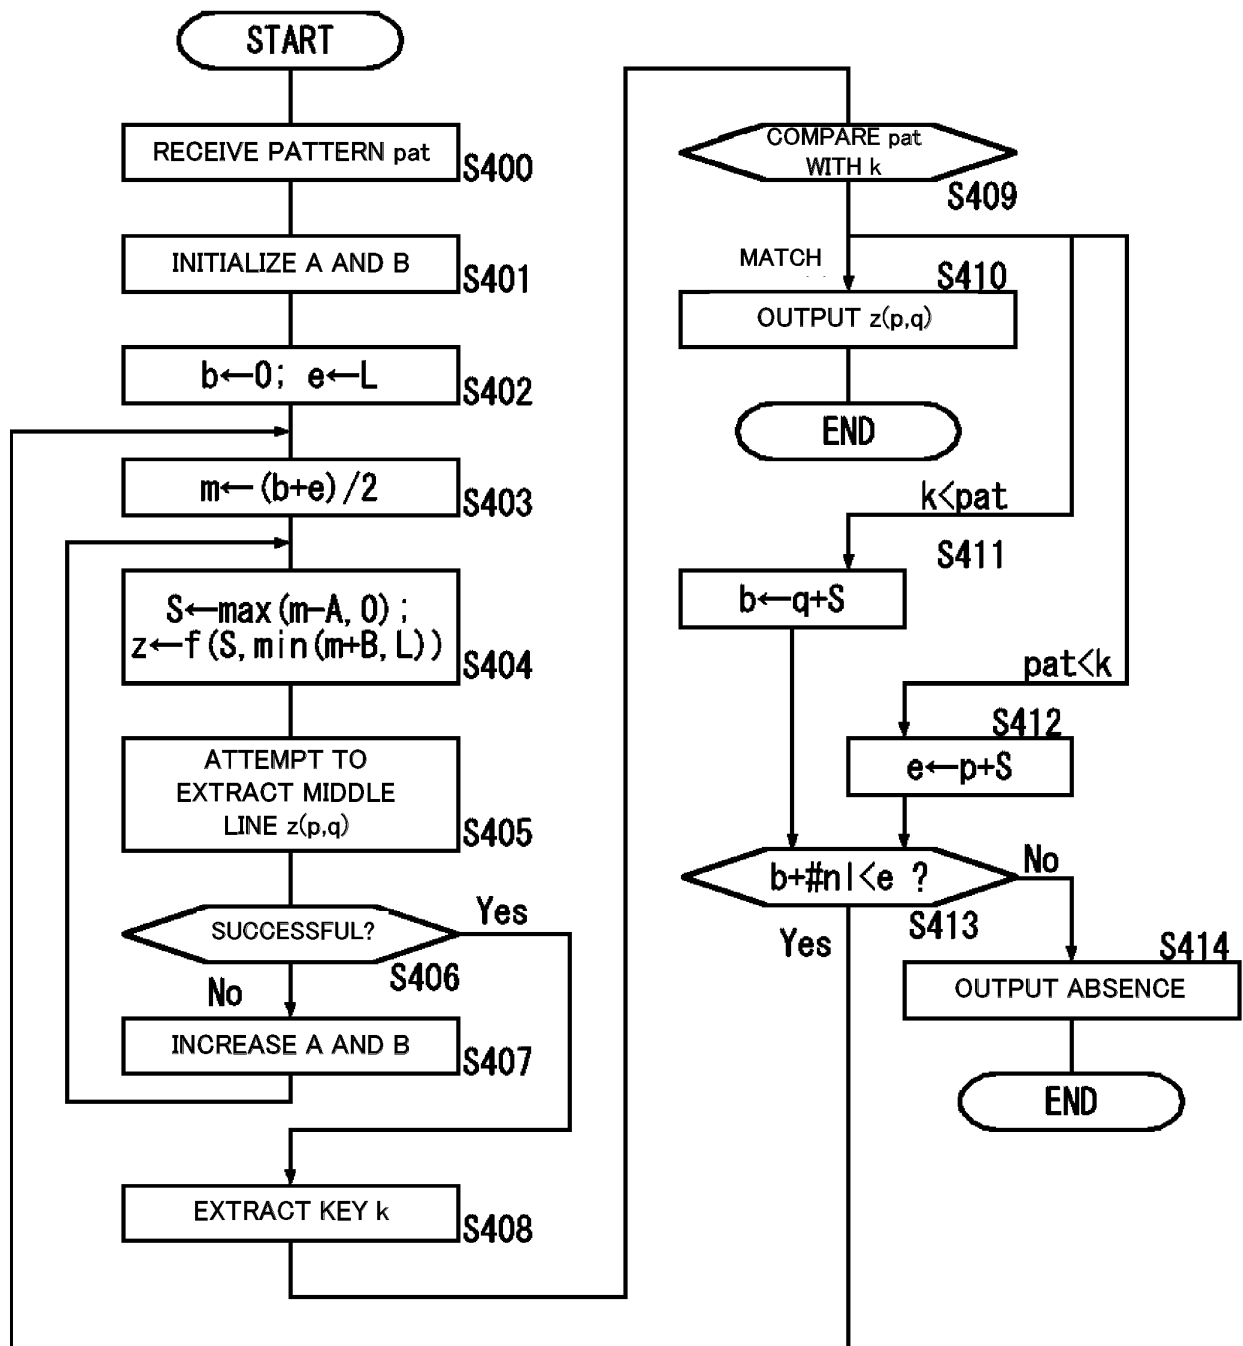 START
RECEIVE PATTERN pat
S400
INITIALIZE A AND B
S401
b←0; e←L
S402
m←(b+e)/2
S403
S←max(m-A,0);
z←f(S,min(m+B,L))
S404
ATTEMPT TO
EXTRACT MIDDLE
LINE z(p,q)
S405
SUCCESSFUL?
Yes
S406
No
INCREASE A AND B
S407
EXTRACT KEY k
S408
COMPARE pat
WITH k
S409
MATCH
S410
OUTPUT z(p,q)
END
k<pat
S411
b←q+S
pat<k
S412
e←p+S
b+#nl<e ?
No
S413
Yes
S414
OUTPUT ABSENCE
END